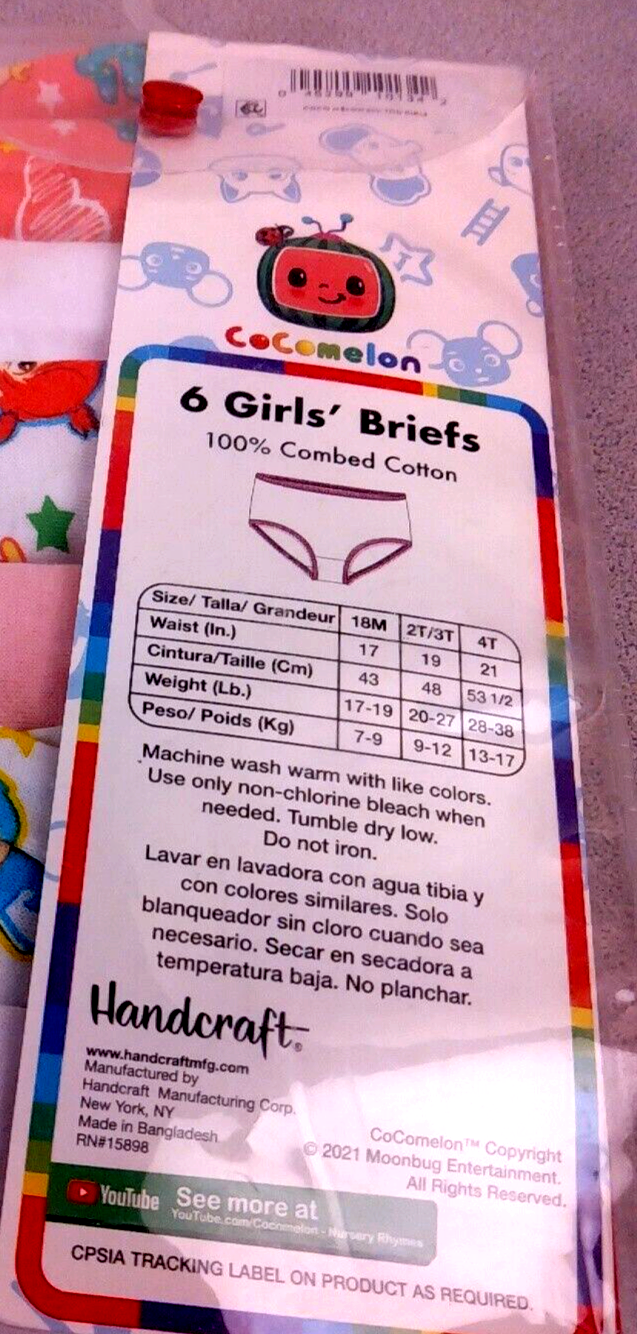 CoComelon
6 Girls' Briefs
100% Combed Cotton
Size/ Talla/ Grandeur 18M 2T/3T 4T
Waist (In.) 17 19 21
Cintura/Taille (Cm) 43 48 53 1/2
Weight (Lb.) 17-19 20-27 28-38
Peso/ Poids (Kg) 7-9 9-12 13-17
Machine wash warm with like colors.
Use only non-chlorine bleach when
needed. Tumble dry low.
Do not iron.
Lavar en lavadora con agua tibia y
con colores similares. Solo
blanqueador sin cloro cuando sea
necesario. Secar en secadora a
temperatura baja. No planchar.
Handcraft®
www.handcraftmfg.com
Manufactured by
Handcraft Manufacturing Corp.
New York, NY
Made in Bangladesh
RN#15898
CoComelon™ Copyright
© 2021 Moonbug Entertainment.
All Rights Reserved.
YouTube See more at
YouTube.com/Cocomelon - Nursery Rhymes
CPSIA TRACKING LABEL ON PRODUCT AS REQUIRED.